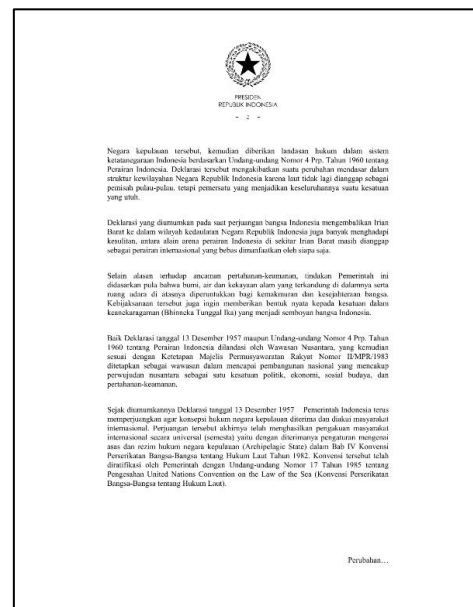 PRESIDEN
REPUBLIK INDONESIA
- 2 -
Negara kepulauan tersebut, kemudian diberikan landasan hukum dalam sistem
ketatanegaraan Indonesia berdasarkan Undang-undang Nomor 4 Prp. Tahun 1960 tentang
Perairan Indonesia. Deklarasi tersebut mengakibatkan suatu perubahan mendasar dalam
struktur kewilayahan Negara Republik Indonesia karena laut tidak lagi dianggap sebagai
pemisah pulau-pulau, tetapi pemersatu yang menjadikan keseluruhannya suatu kesatuan
yang utuh.
Deklarasi yang diumumkan pada saat perjuangan bangsa Indonesia mengembalikan Irian
Barat ke dalam wilayah kedaulatan Negara Republik Indonesia juga banyak menghadapi
kesulitan, antara lain arena perairan Indonesia di sekitar Irian Barat masih dianggap
sebagai perairan internasional yang bebas dimanfaatkan oleh siapa saja.
Selain alasan terhadap ancaman pertahanan-keamanan, tindakan Pemerintah ini
didasarkan pula bahwa bumi, air dan kekayaan alam yang terkandung di dalamnya serta
ruang udara di atasnya diperuntukkan bagi kemakmuran dan kesejahteraan bangsa.
Kebijaksanaan tersebut juga ingin memberikan bentuk nyata kepada kesatuan dalam
keanekaragaman (Bhinneka Tunggal Ika) yang menjadi semboyan bangsa Indonesia.
Baik Deklarasi tanggal 13 Desember 1957 maupun Undang-undang Nomor 4 Prp. Tahun
1960 tentang Perairan Indonesia dilandasi oleh Wawasan Nusantara, yang kemudian
sesuai dengan Ketetapan Majelis Permusyawaratan Rakyat Nomor II/MPR/1983
ditetapkan sebagai wawasan dalam mencapai pembangunan nasional yang mencakup
perwujudan nusantara sebagai satu kesatuan politik, ekonomi, sosial budaya, dan
pertahanan-keamanan.
Sejak diumumkannya Deklarasi tanggal 13 Desember 1957 Pemerintah Indonesia terus
memperjuangkan agar konsepsi hukum negara kepulauan diterima dan diakui masyarakat
internasional. Perjuangan tersebut akhirnya telah menghasilkan pengakuan masyarakat
internasional secara universal (semesta) yaitu dengan diterimanya pengaturan mengenai
asas dan rezim hukum negara kepulauan (Archipelagic State) dalam Bab IV Konvensi
Perserikatan Bangsa-Bangsa tentang Hukum Laut Tahun 1982. Konvensi tersebut telah
diratifikasi oleh Pemerintah dengan Undang-undang Nomor 17 Tahun 1985 tentang
Pengesahan United Nations Convention on the Law of the Sea (Konvensi Perserikatan
Bangsa-Bangsa tentang Hukum Laut).
Perubahan…